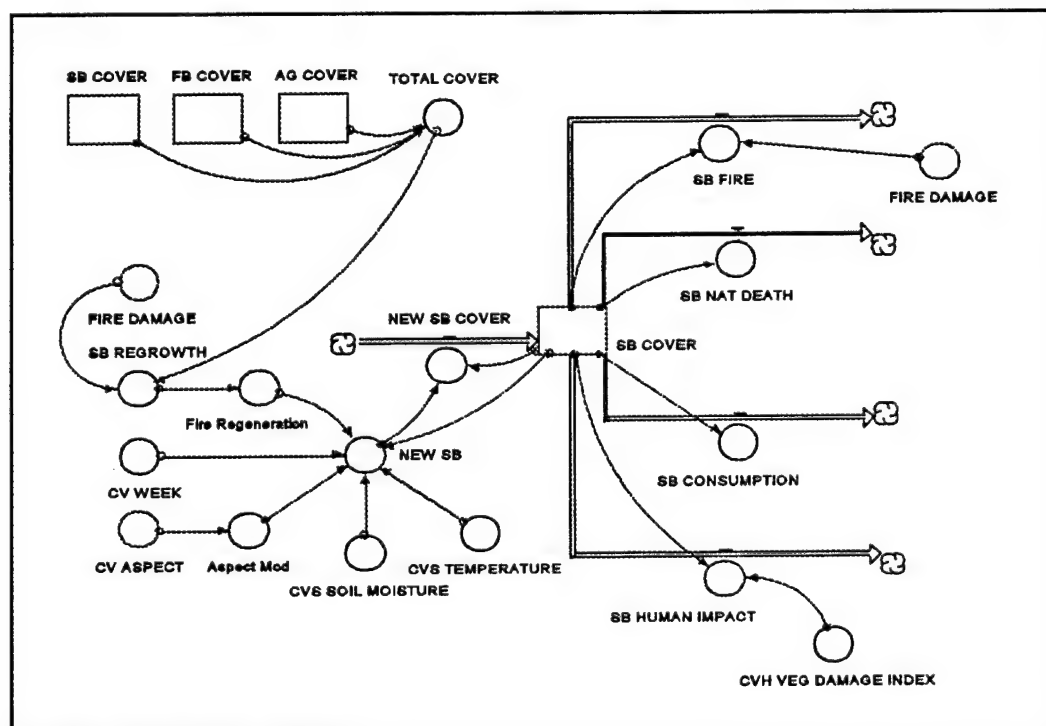 SB COVER
FB COVER
AG COVER
TOTAL COVER
SB FIRE
FIRE DAMAGE
SB NAT DEATH
FIRE DAMAGE
NEW SB COVER
SB COVER
SB REGROWTH
Fire Regeneration
NEW SB
SB CONSUMPTION
CV WEEK
CV ASPECT
Aspect Mod
CVS TEMPERATURE
CVS SOIL MOISTURE
SB HUMAN IMPACT
CVH VEG DAMAGE INDEX